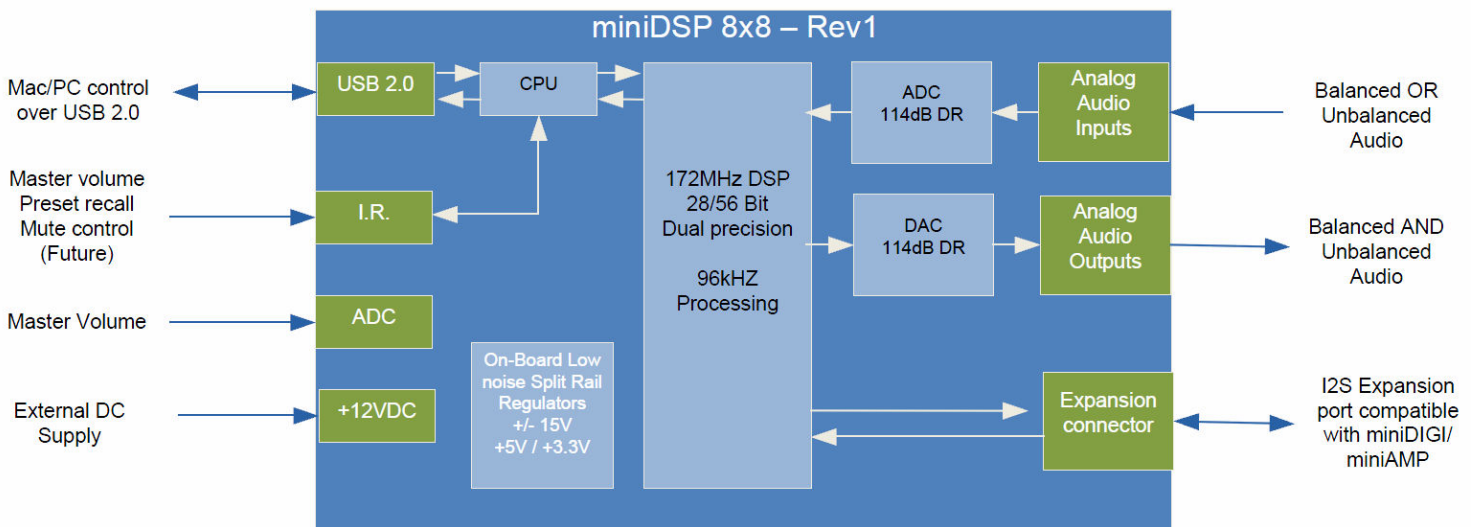 miniDSP 8x8 – Rev1
Mac/PC control
over USB 2.0
USB 2.0
CPU
Master volume
Preset recall
Mute control
(Future)
I.R.
Master Volume
ADC
External DC
Supply
+12VDC
On-Board Low
noise Split Rail
Regulators
+/- 15V
+5V / +3.3V
172MHz DSP
28/56 Bit
Dual precision
96kHZ
Processing
ADC
114dB DR
Analog
Audio
Inputs
Balanced OR
Unbalanced
Audio
DAC
114dB DR
Analog
Audio
Outputs
Balanced AND
Unbalanced
Audio
Expansion
connector
I2S Expansion
port compatible
with miniDIGI/
miniAMP